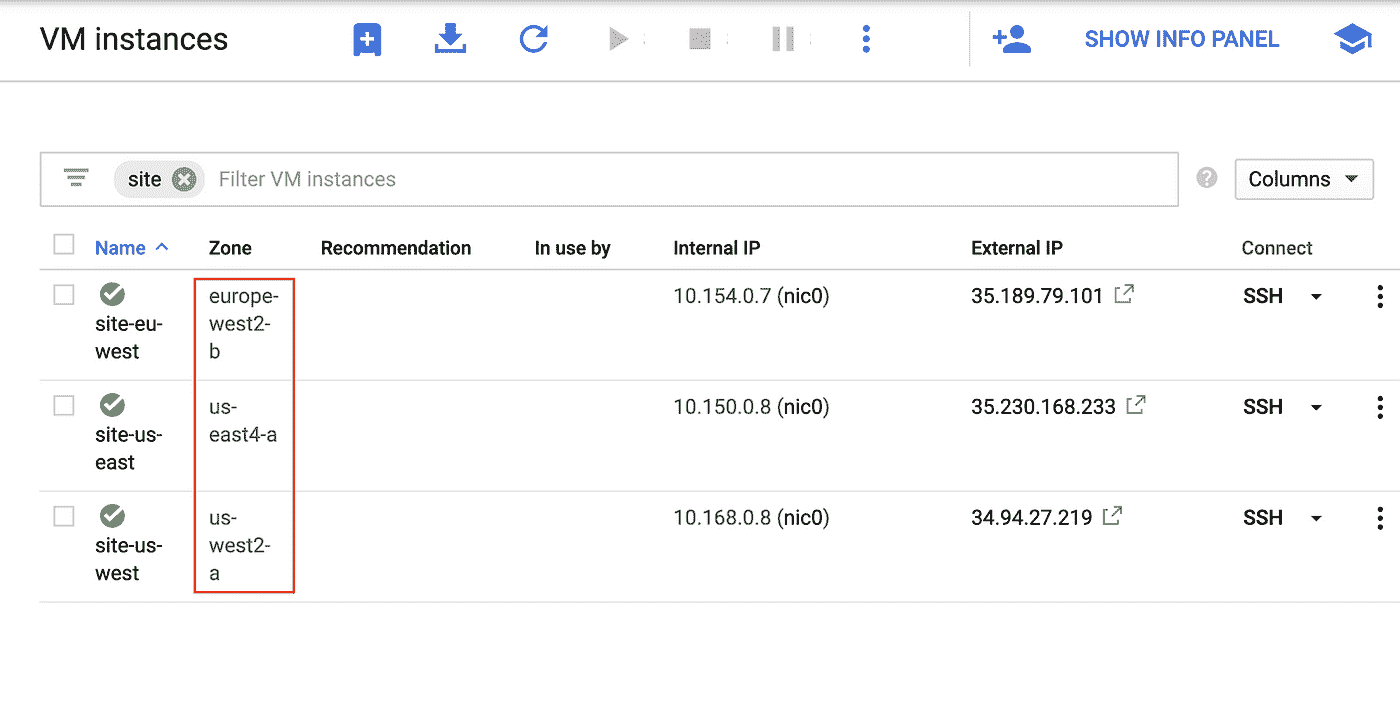 VM instances SHOW INFO PANEL
site Filter VM instances Columns
Name Zone Recommendation In use by Internal IP External IP Connect
europe- 10.154.0.7 (nic0) 35.189.79.101 SSH
site-eu- west2-
west b
us- 10.150.0.8 (nic0) 35.230.168.233 SSH
site-us- east4-a
east
us- 10.168.0.8 (nic0) 34.94.27.219 SSH
site-us- west2-
west a